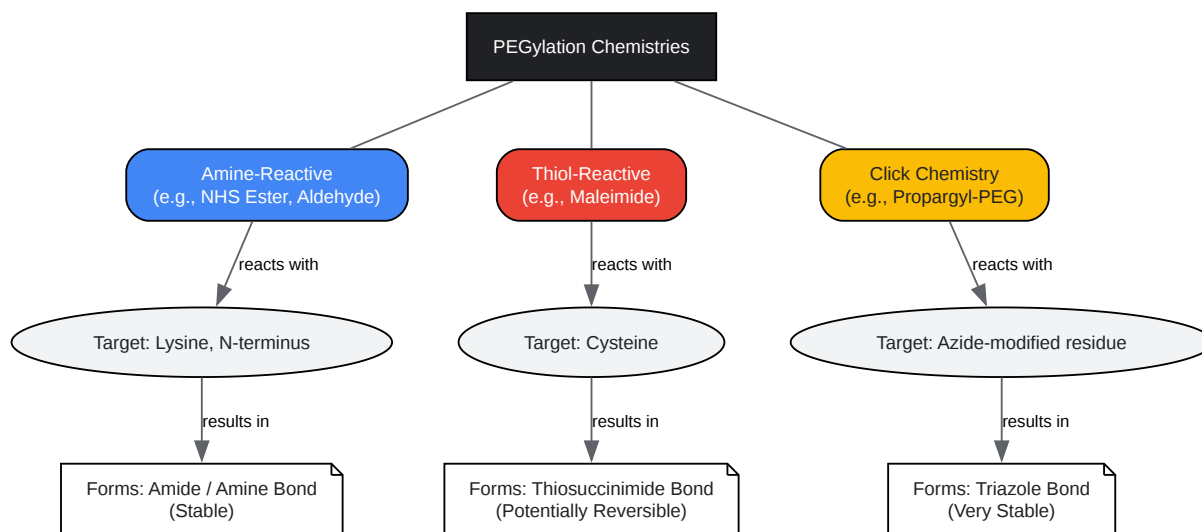 PEGylation Chemistries
Amine-Reactive
(e.g., NHS Ester, Aldehyde)
Thiol-Reactive
(e.g., Maleimide)
Click Chemistry
(e.g., Propargyl-PEG)
reacts with
reacts with
reacts with
Target: Lysine, N-terminus
Target: Cysteine
Target: Azide-modified residue
results in
results in
results in
Forms: Amide / Amine Bond
(Stable)
Forms: Thiosuccinimide Bond
(Potentially Reversible)
Forms: Triazole Bond
(Very Stable)